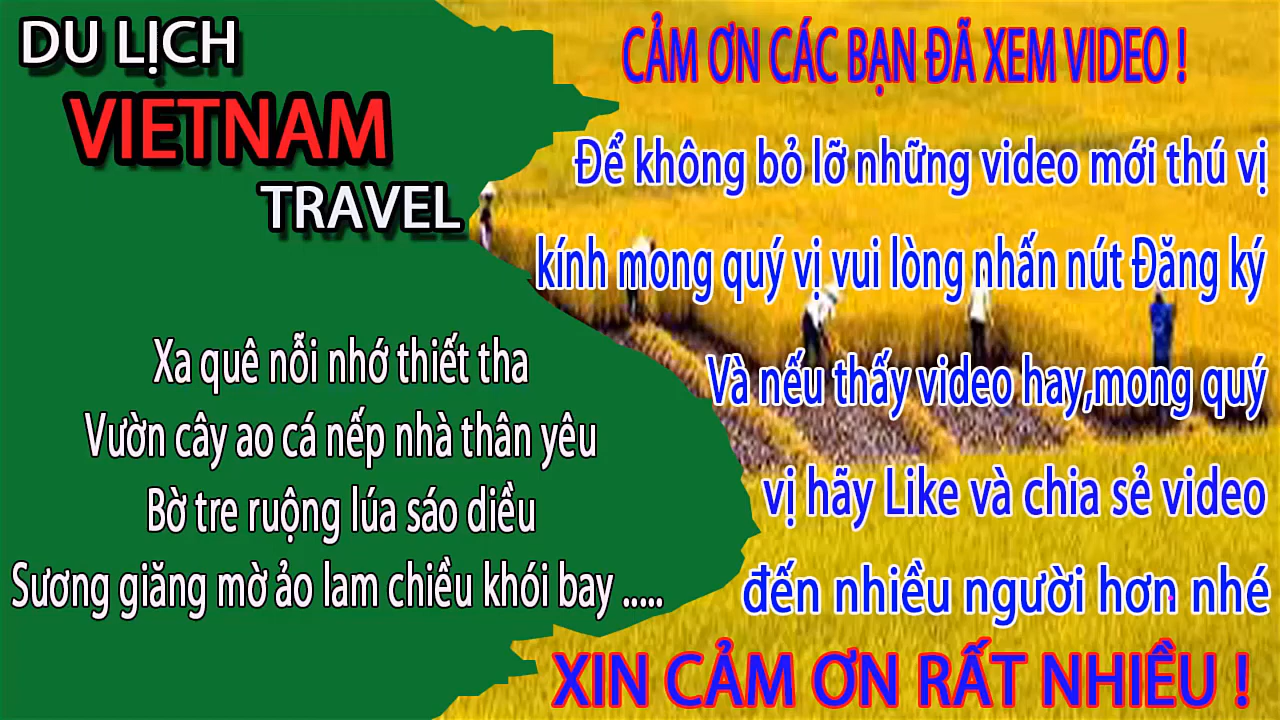 DU LỊCH
VIETNAM
TRAVEL
Xa quê nỗi nhớ thiết tha
Vườn cây ao cá nếp nhà thân yêu
Bờ tre ruộng lúa sáo diều
Sương giăng mờ ảo lam chiều khói bay .....
CẢM ƠN CÁC BẠN ĐÃ XEM VIDEO !
Để không bỏ lỡ những video mới thú vị
kính mong quý vị vui lòng nhấn nút Đăng ký
Và nếu thấy video hay,mong quý
vị hãy Like và chia sẻ video
đến nhiều người hơn nhé
XIN CẢM ƠN RẤT NHIỀU !